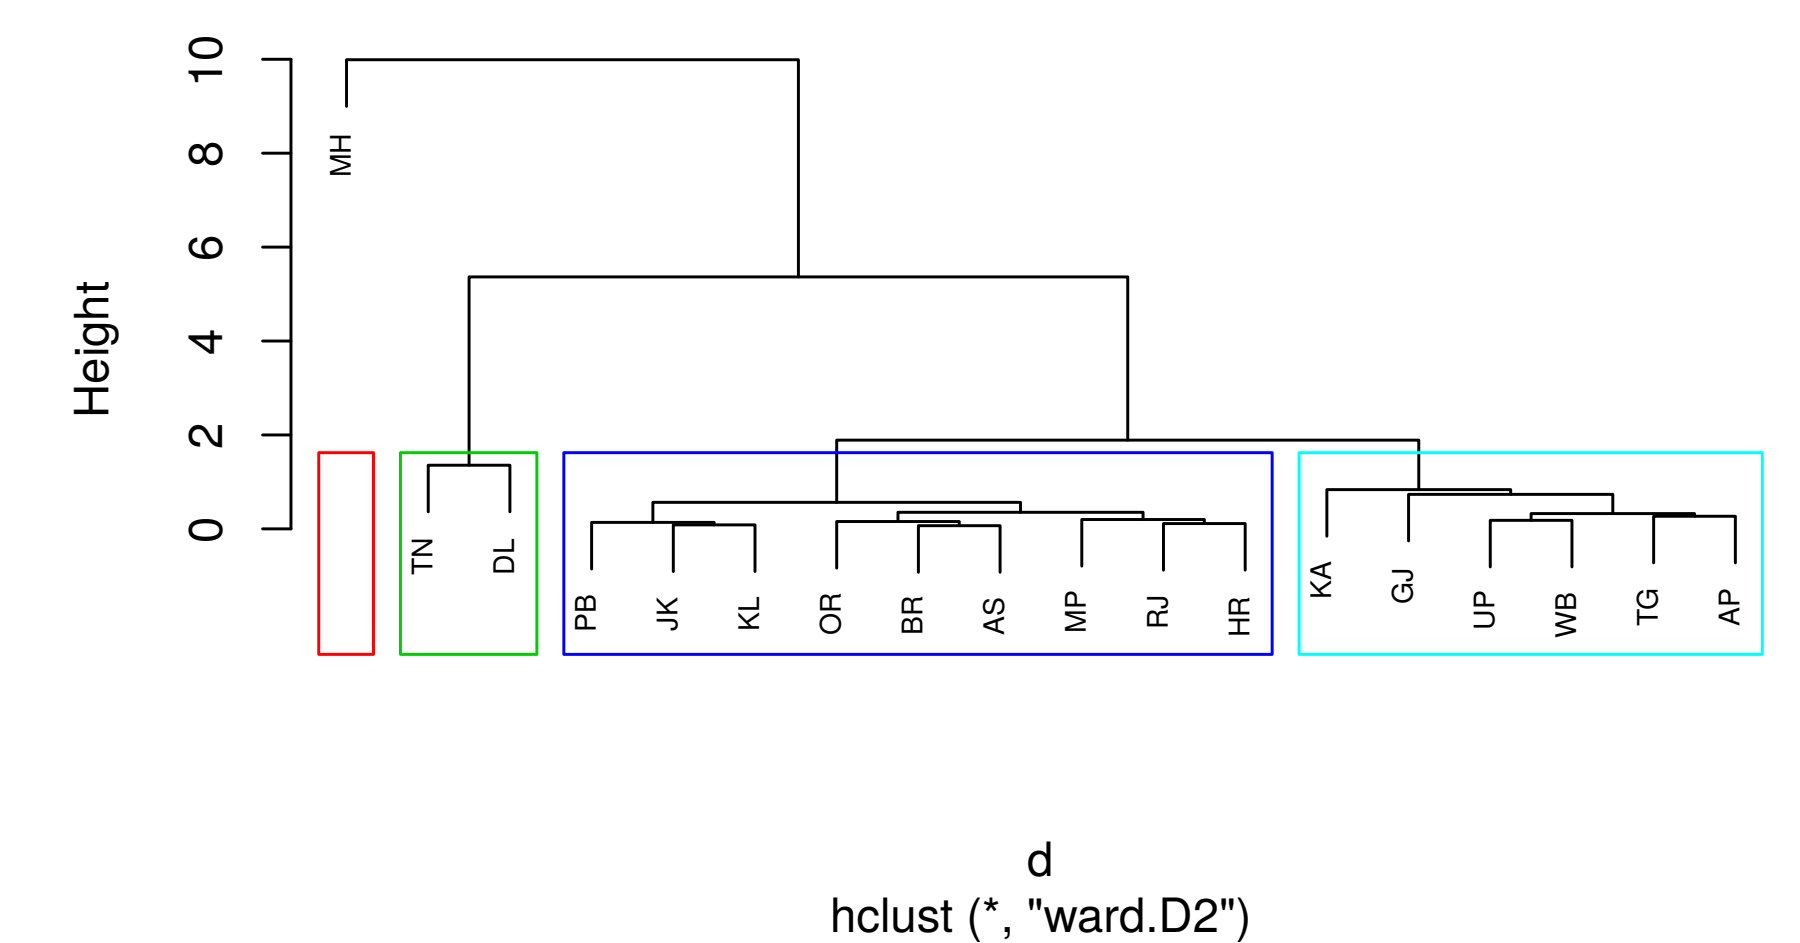 Height
10
8
6
4
2
0
MH
TN
DL
PB
JK
KL
OR
BR
AS
MP
RJ
HR
KA
GJ
UP
WB
TG
AP
d
hclust (*, "ward.D2")